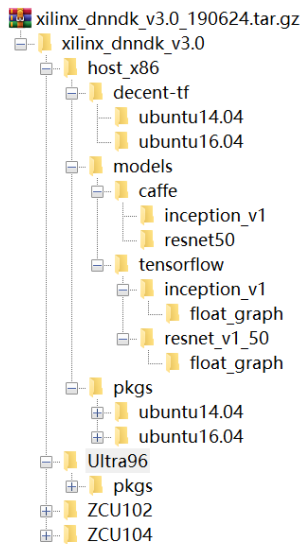 xilinx_dnndk_v3.0_190624.tar.gz
xilinx_dnndk_v3.0
host_x86
decent-tf
ubuntu14.04
ubuntu16.04
models
caffe
inception_v1
resnet50
tensorflow
inception_v1
float_graph
resnet_v1_50
float_graph
pkgs
ubuntu14.04
ubuntu16.04
Ultra96
pkgs
ZCU102
ZCU104